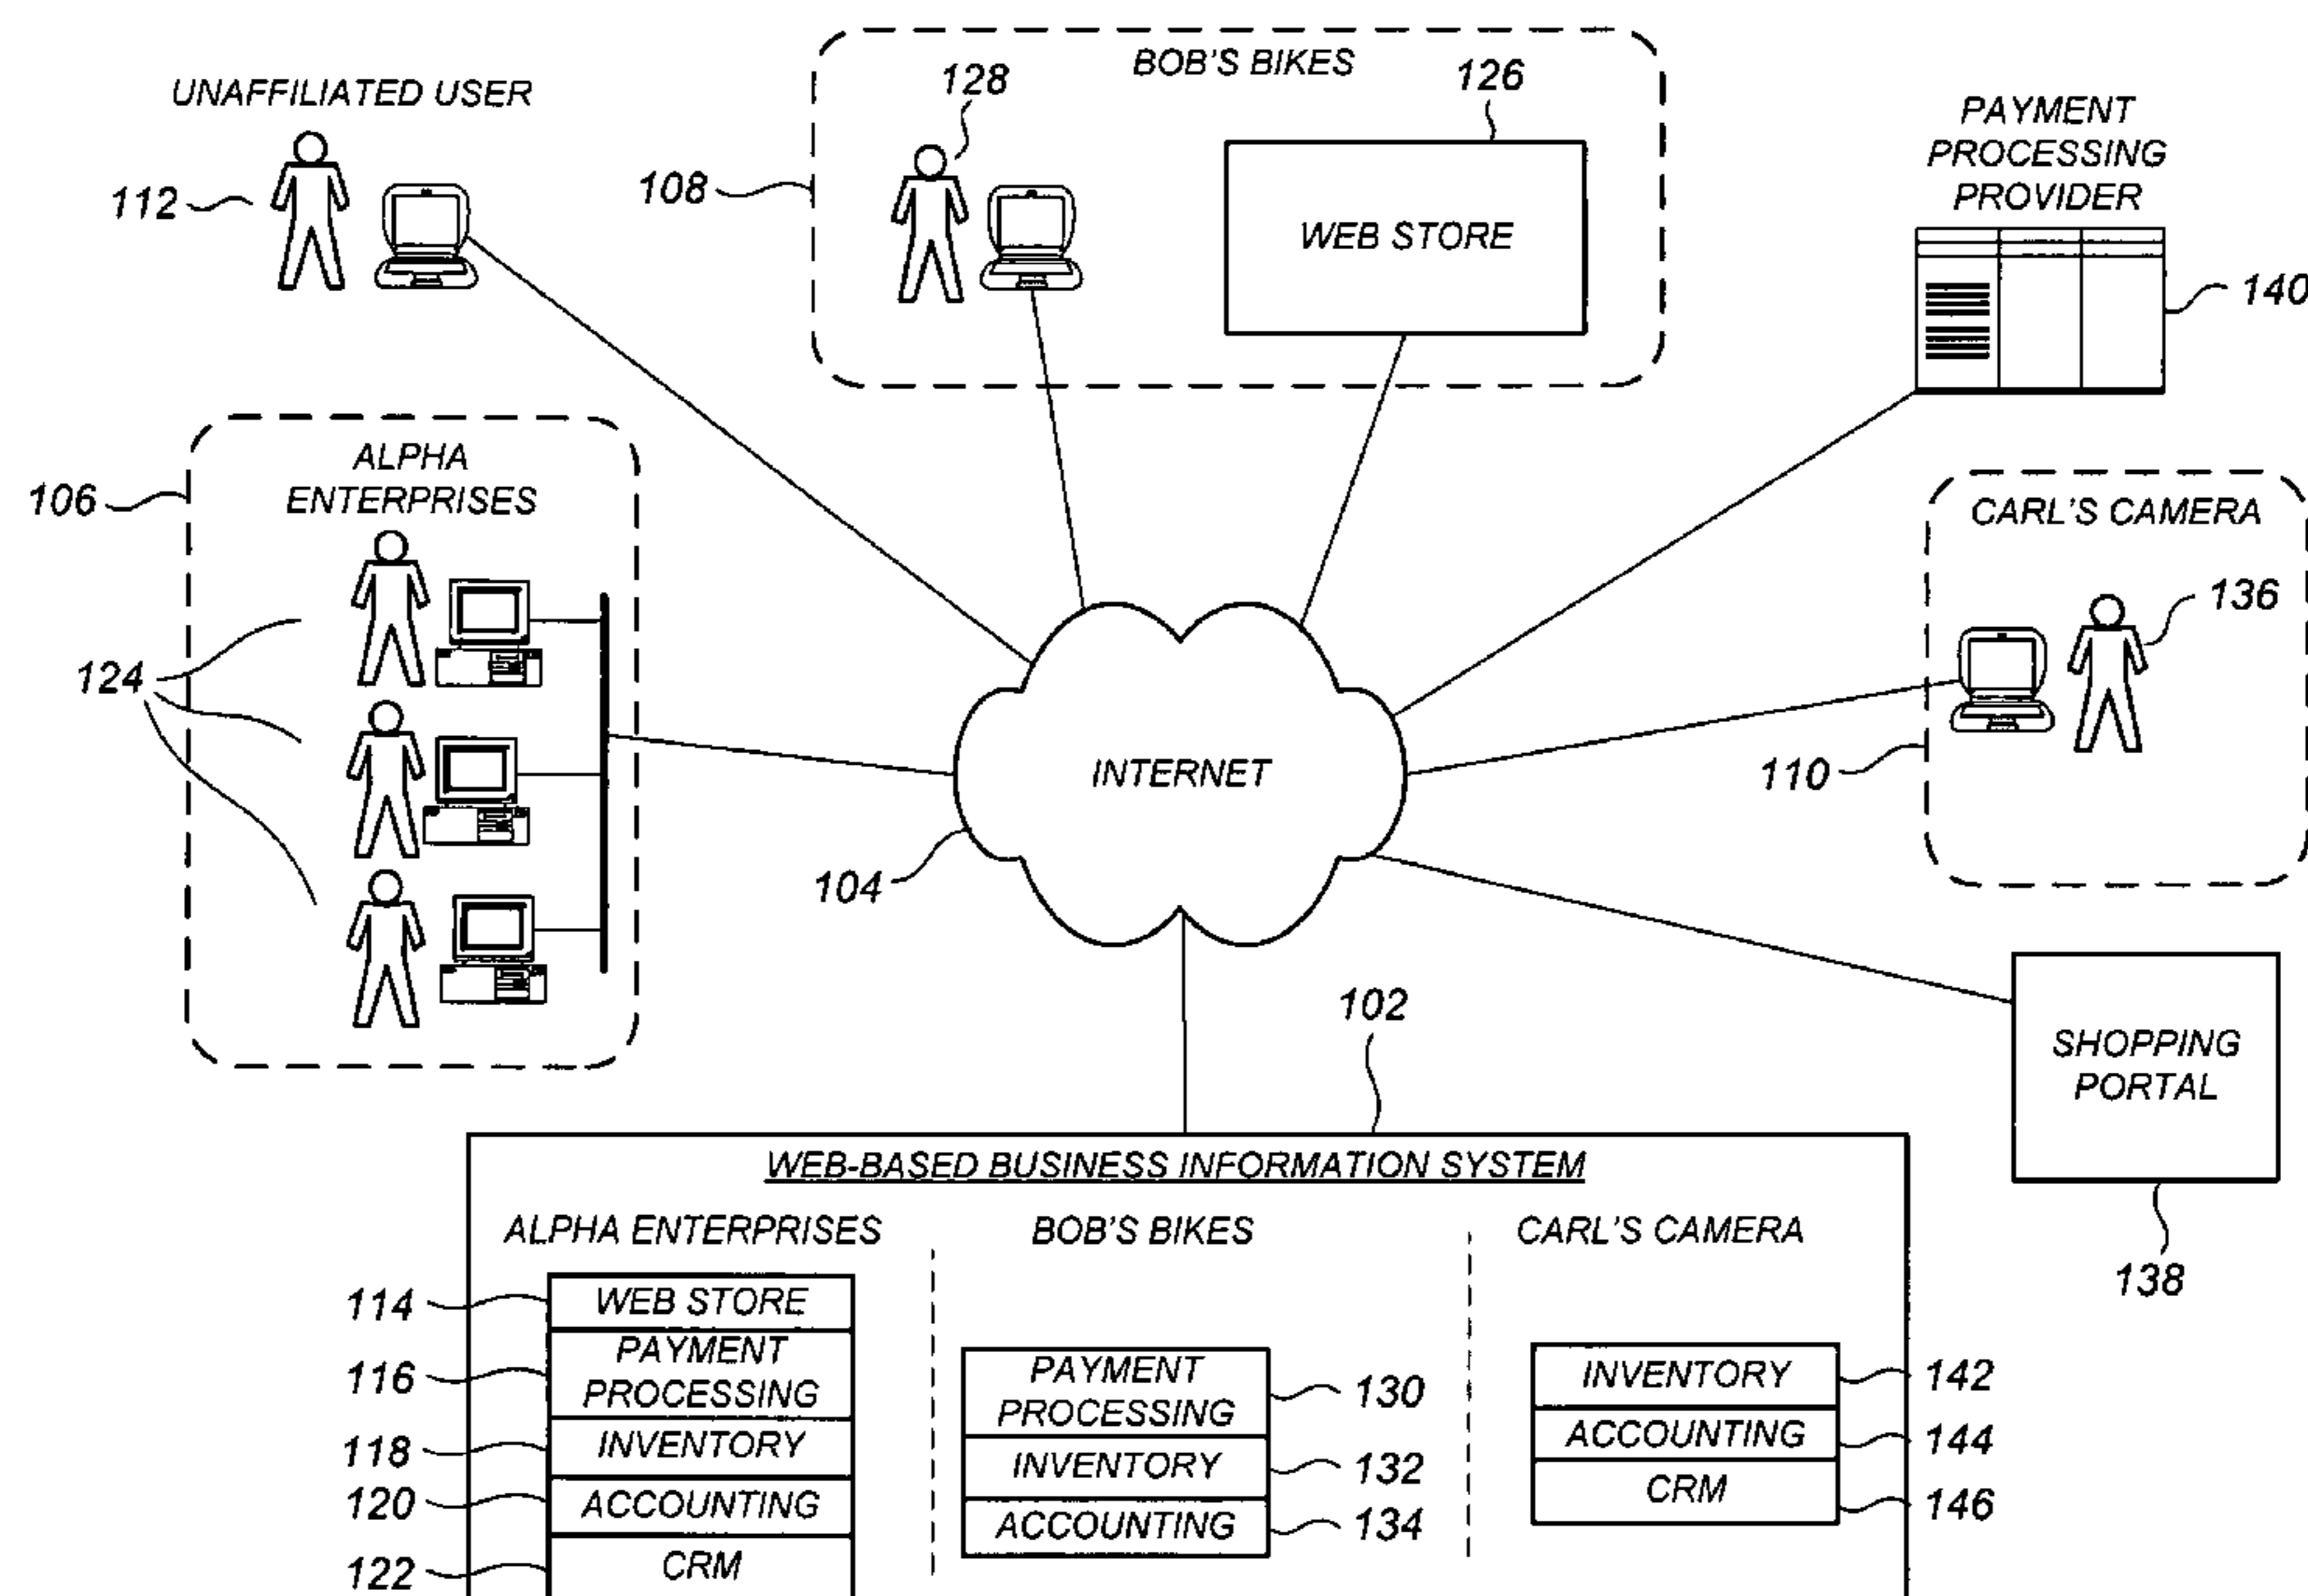 BOB'S BIKES
128
126
UNAFFILIATED USER
112
108
WEB STORE
PAYMENT
PROCESSING
PROVIDER
140
106
ALPHA
ENTERPRISES
124
CARL'S CAMERA
136
110
INTERNET
104
102
SHOPPING
PORTAL
138
WEB-BASED BUSINESS INFORMATION SYSTEM
ALPHA ENTERPRISES
114
WEB STORE
116
PAYMENT
PROCESSING
118
INVENTORY
120
ACCOUNTING
122
CRM
BOB'S BIKES
PAYMENT
PROCESSING
130
INVENTORY
132
ACCOUNTING
134
CARL'S CAMERA
INVENTORY
142
ACCOUNTING
144
CRM
146